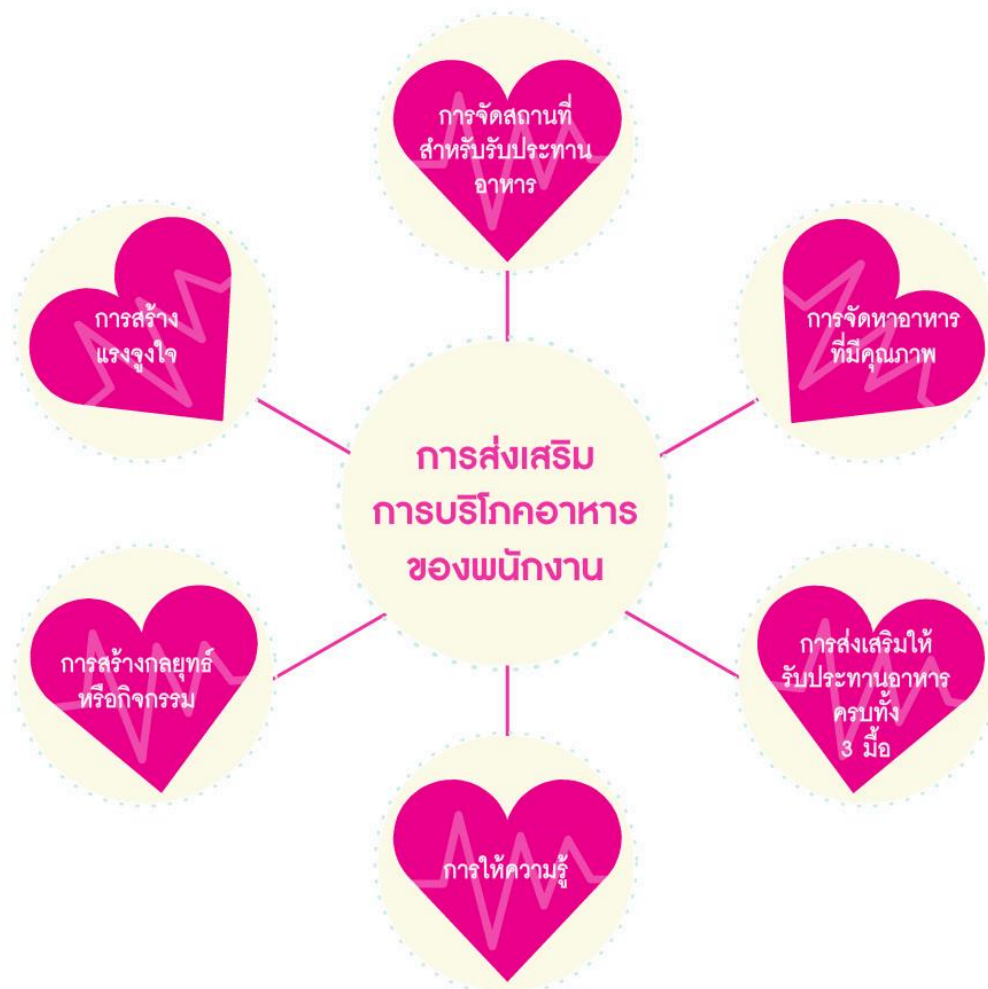 การจัดสถานที่
สำหรับรับประทาน
อาหาร
การจัดหาอาหาร
ที่มีคุณภาพ
การส่งเสริมให้
รับประทานอาหาร
ครบทั้ง
3 มื้อ
การให้ความรู้
การสร้างกลยุทธ์
หรือกิจกรรม
การสร้าง
แรงจูงใจ
การส่งเสริม
การบริโภคอาหาร
ของพนักงาน